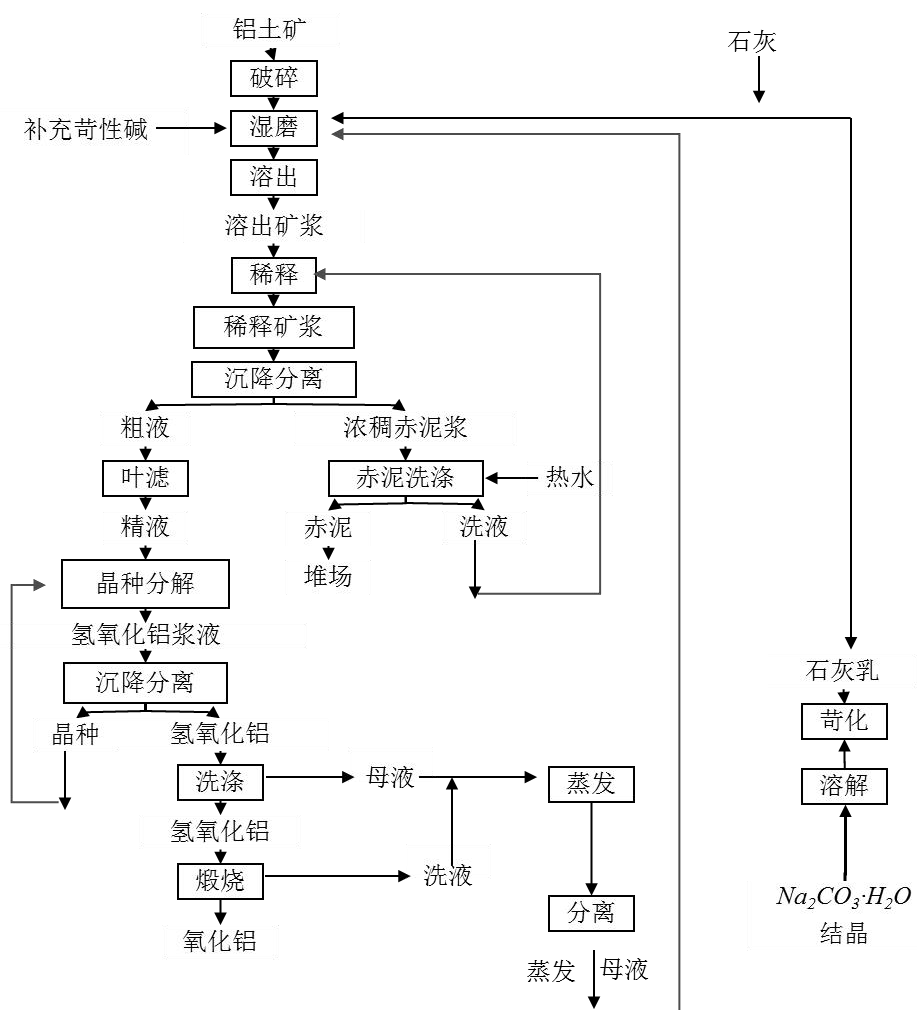 铝土矿
石灰
破碎
补充苛性碱
湿磨
溶出
溶出矿浆
稀释
稀释矿浆
沉降分离
粗液
浓稠赤泥浆
叶滤
赤泥洗涤
热水
精液
赤泥
洗液
堆场
晶种分解
氢氧化铝浆液
石灰乳
沉降分离
晶种
氢氧化铝
苛化
洗涤
母液
蒸发
溶解
氢氧化铝
煅烧
洗液
Na₂CO₃·H₂O
结晶
分离
氧化铝
蒸发 母液